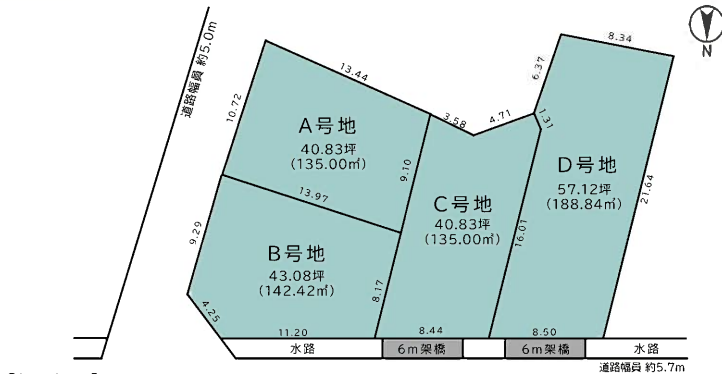 道路幅員 約5.0m
N
8.34
13.44
6.37
10.72
3.58
4.71
1.31
A号地
40.83坪
(135.00㎡)
9.10
D号地
57.12坪
(188.84㎡)
13.97
C号地
40.83坪
(135.00㎡)
21.64
9.29
16.01
B号地
43.08坪
(142.42㎡)
8.17
4.25
11.20
8.44
8.50
水路
6m架橋
6m架橋
水路
道路幅員 約5.7m